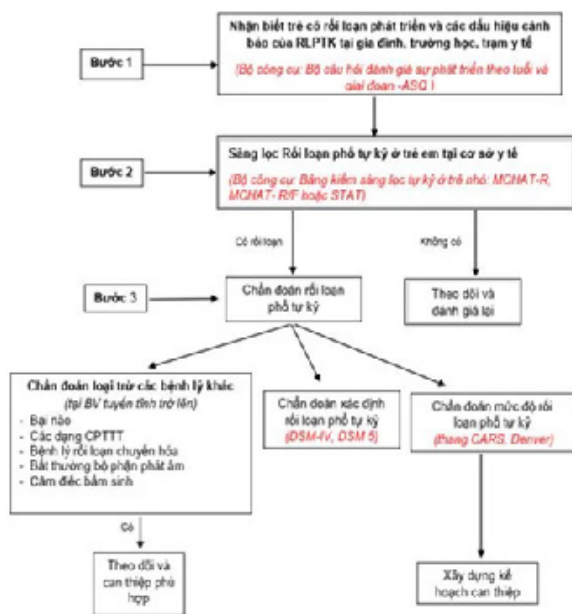 Bước 1
Nhận biết trẻ có rối loạn phát triển và các dấu hiệu cảnh
báo của RLPTK tại gia đình, trường học, trạm y tế
(Bộ công cụ: Bộ câu hỏi đánh giá sự phát triển theo tuổi và
giai đoạn -ASQ)
Bước 2
Sàng lọc Rối loạn phổ tự kỷ ở trẻ em tại cơ sở y tế
(Bộ công cụ: Bảng kiểm sàng lọc tự kỷ ở trẻ nhỏ: MCHAT-R,
MCHAT- R/F hoặc STAT)
Có rối loạn
Không có
Bước 3
Chẩn đoán rối loạn
phổ tự kỷ
Theo dõi và
đánh giá lại
Chẩn đoán loại trừ các bệnh lý khác
(tại BV tuyến tỉnh trở lên)
- Bại não
- Các dạng CPTTT
- Bệnh lý rối loạn chuyển hóa
- Bất thường bộ phận phát âm
- Câm điếc bẩm sinh
Chẩn đoán xác định
rối loạn phổ tự kỷ
(DSM-IV, DSM 5)
Chẩn đoán mức độ rối
loạn phổ tự kỷ
(thang CARS, Denver)
Có
Theo dõi và
can thiệp phù
hợp
Xây dựng kế
hoạch can thiệp